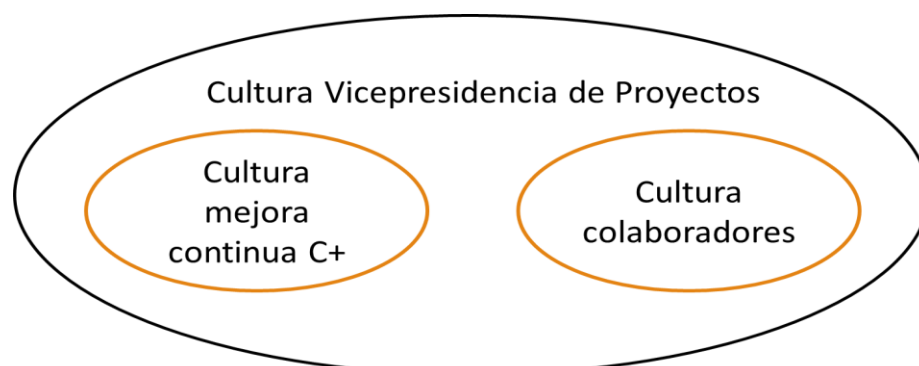 Cultura Vicepresidencia de Proyectos
Cultura
mejora
continua C+
Cultura
colaboradores